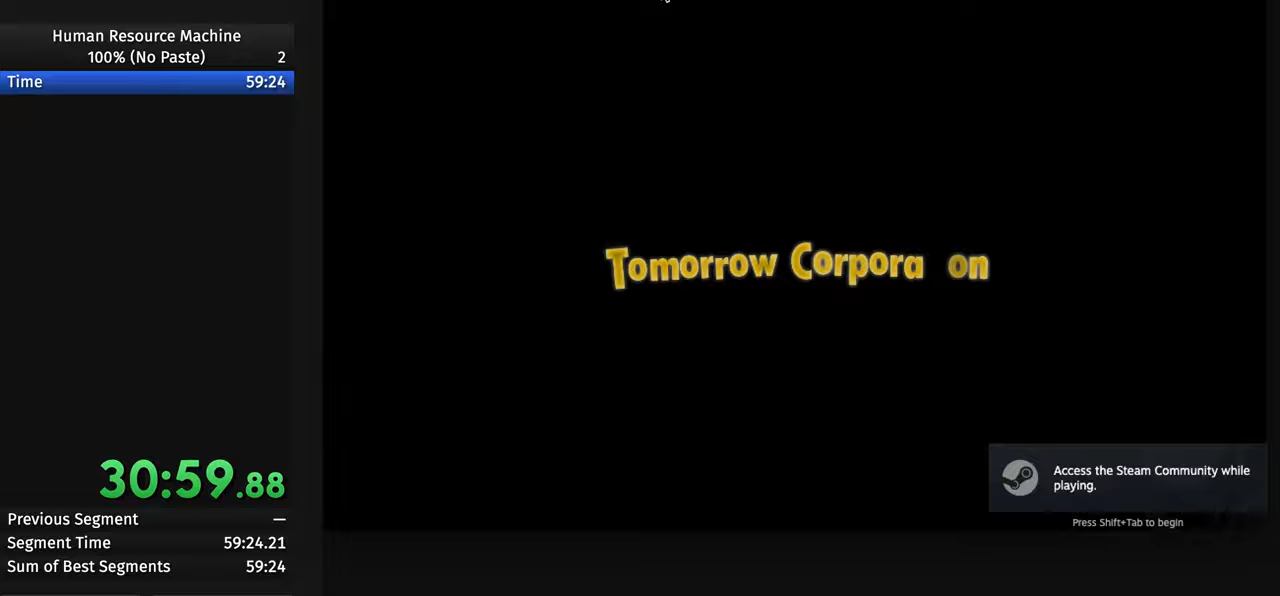 Human Resource Machine
100% (No Paste) 2
Time 59:24
Tomorrow Corpora on
30:59.88
Previous Segment —
Segment Time 59:24.21
Sum of Best Segments 59:24
Access the Steam Community while
playing.
Press Shift+Tab to begin